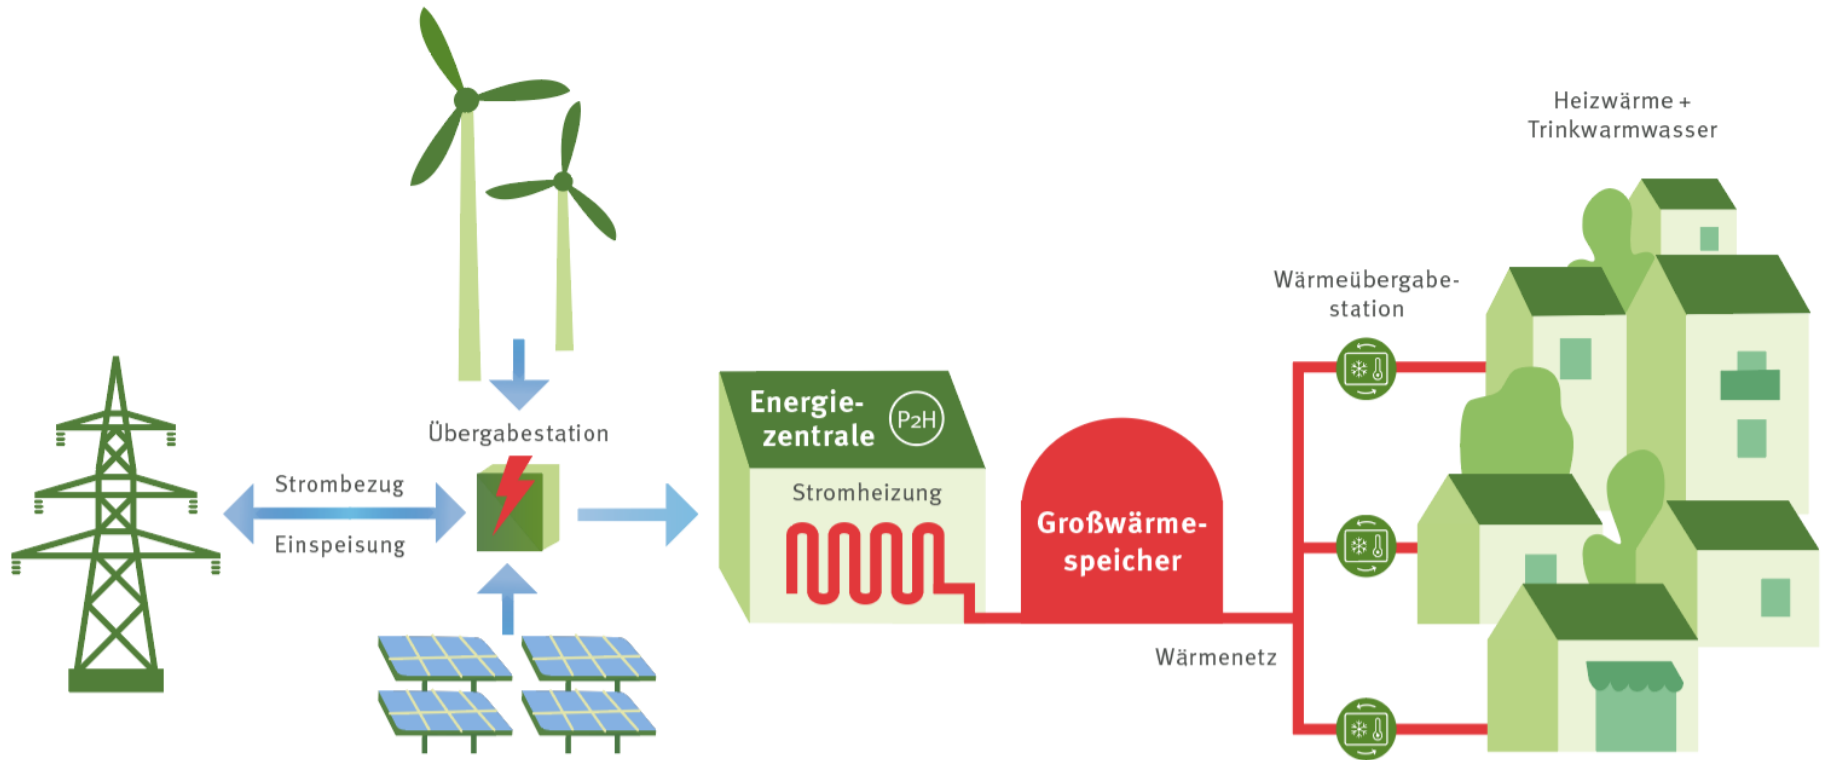 Heizwärme +
Trinkwarmwasser
Wärmeübergabe-
station
Energie-
zentrale
P2H
Übergabestation
Strombezug
Einspeisung
Stromheizung
Großwärme-
speicher
Wärmenetz